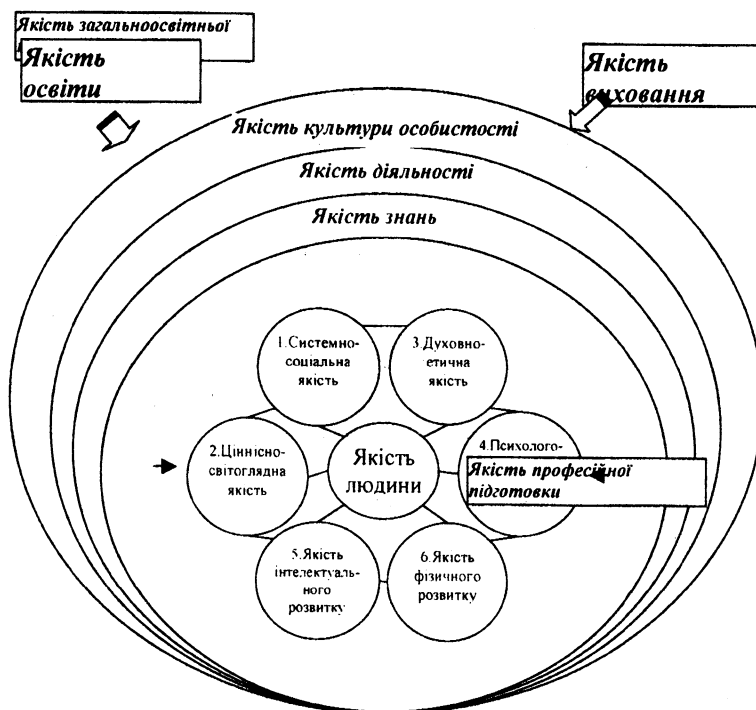 Якість загальноосвітньої
Якість
освіти
Якість
виховання
Якість культури особистості
Якість діяльності
Якість знань
1.Системно-
соціальна
якість
3.Духовно-
етична
якість
2.Ціннісно-
світоглядна
якість
Якість
людини
4.Психолого-
Якість професійної
підготовки
5.Якість
інтелектуаль-
ного
розвитку
6.Якість
фізичного
розвитку